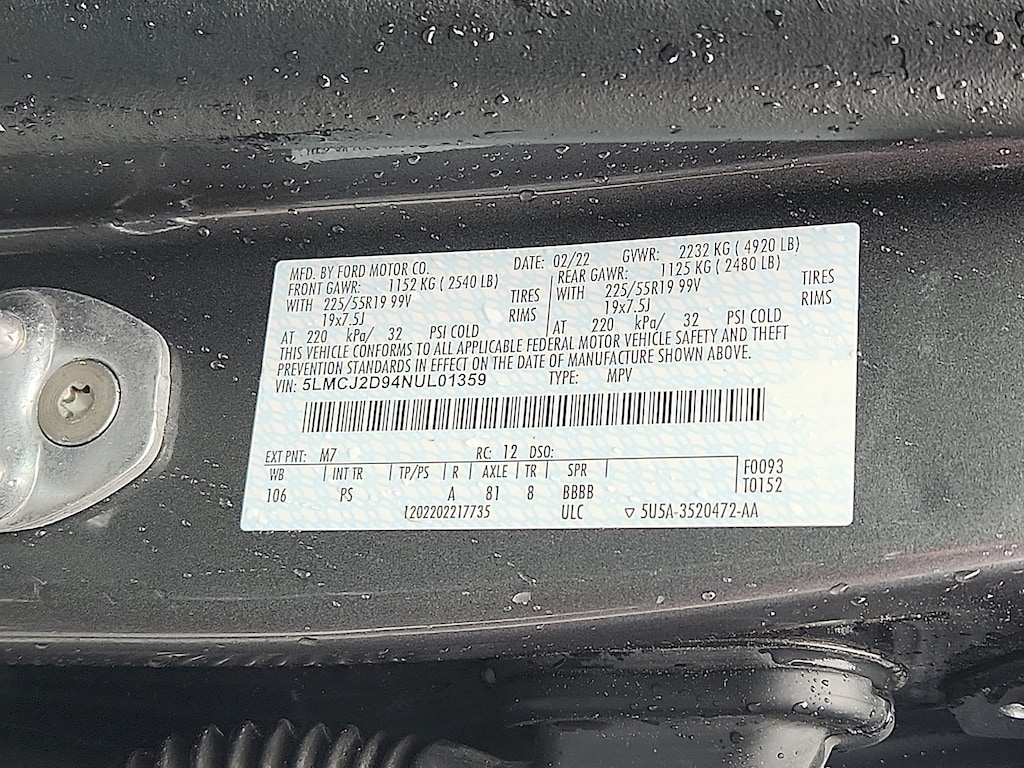 MFD. BY FORD MOTOR CO. DATE: 02/22 GVWR: 2232 KG ( 4920 LB)
FRONT GAWR: 1152 KG ( 2540 LB) REAR GAWR: 1125 KG ( 2480 LB)
WITH 225/55R19 99V TIRES WITH 225/55R19 99V TIRES
19x7.5J RIMS 19x7.5J RIMS
AT 220 kPa/ 32 PSI COLD AT 220 kPa/ 32 PSI COLD
THIS VEHICLE CONFORMS TO ALL APPLICABLE FEDERAL MOTOR VEHICLE SAFETY AND THEFT
PREVENTION STANDARDS IN EFFECT ON THE DATE OF MANUFACTURE SHOWN ABOVE.
VIN: 5LMCJ2D94NUL01359 TYPE: MPV
EXT PNT: M7 RC: 12 DSO:
WB INT TR TP/PS R AXLE TR SPR F0093
106 PS A 81 8 BBBB T0152
1202202217735 ULC ▽ 5U5A-3520472-AA